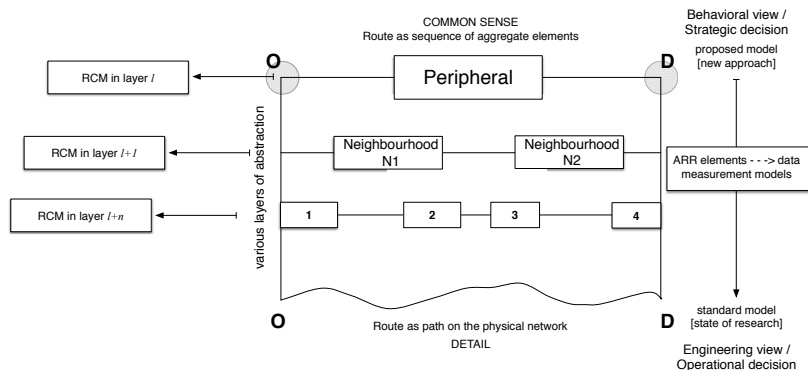 COMMON SENSE
Route as sequence of aggregate elements
Behavioral view /
Strategic decision
proposed model
[new approach]
O
D
RCM in layer l
Peripheral
RCM in layer l+1
Neighbourhood
N1
Neighbourhood
N2
ARR elements - - -> data
measurement models
RCM in layer l+n
various layers of abstraction
1
2
3
4
O
D
Route as path on the physical network
DETAIL
standard model
[state of research]
Engineering view /
Operational decision